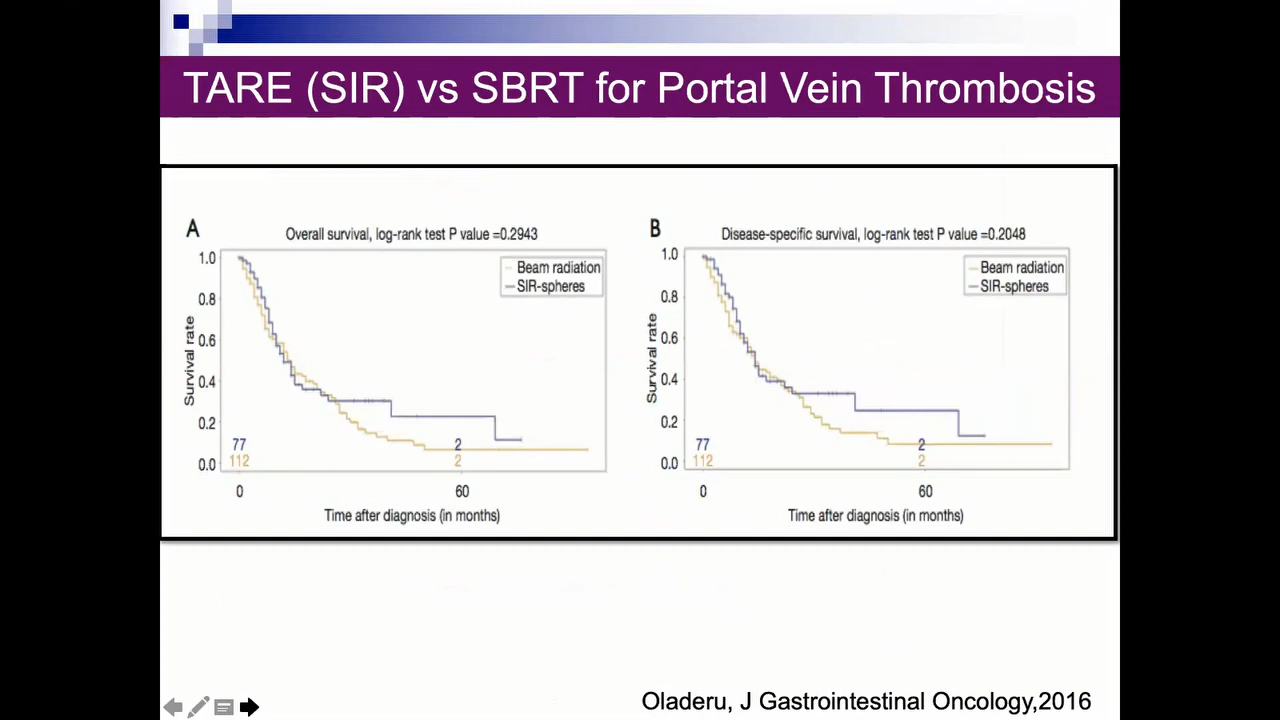 TARE (SIR) vs SBRT for Portal Vein Thrombosis
A
Overall survival, log-rank test P value =0.2943
1.0
0.8
0.6
0.4
0.2
0.0
Survival rate
Beam radiation
SIR-spheres
77
2
112
2
0
60
Time after diagnosis (in months)
B
Disease-specific survival, log-rank test P value =0.2048
1.0
0.8
0.6
0.4
0.2
0.0
Survival rate
Beam radiation
SIR-spheres
77
2
112
2
0
60
Time after diagnosis (in months)
Oladeru, J Gastrointestinal Oncology,2016